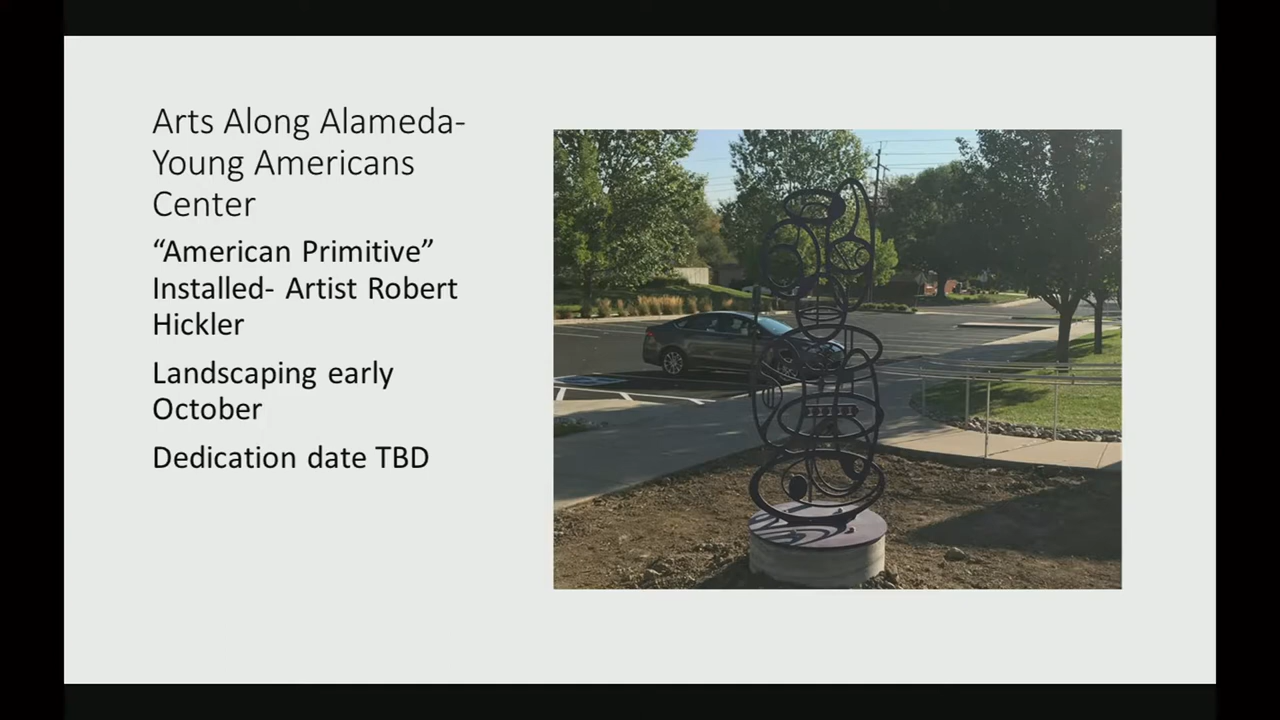 Arts Along Alameda-
Young Americans
Center
“American Primitive”
Installed- Artist Robert
Hickler
Landscaping early
October
Dedication date TBD